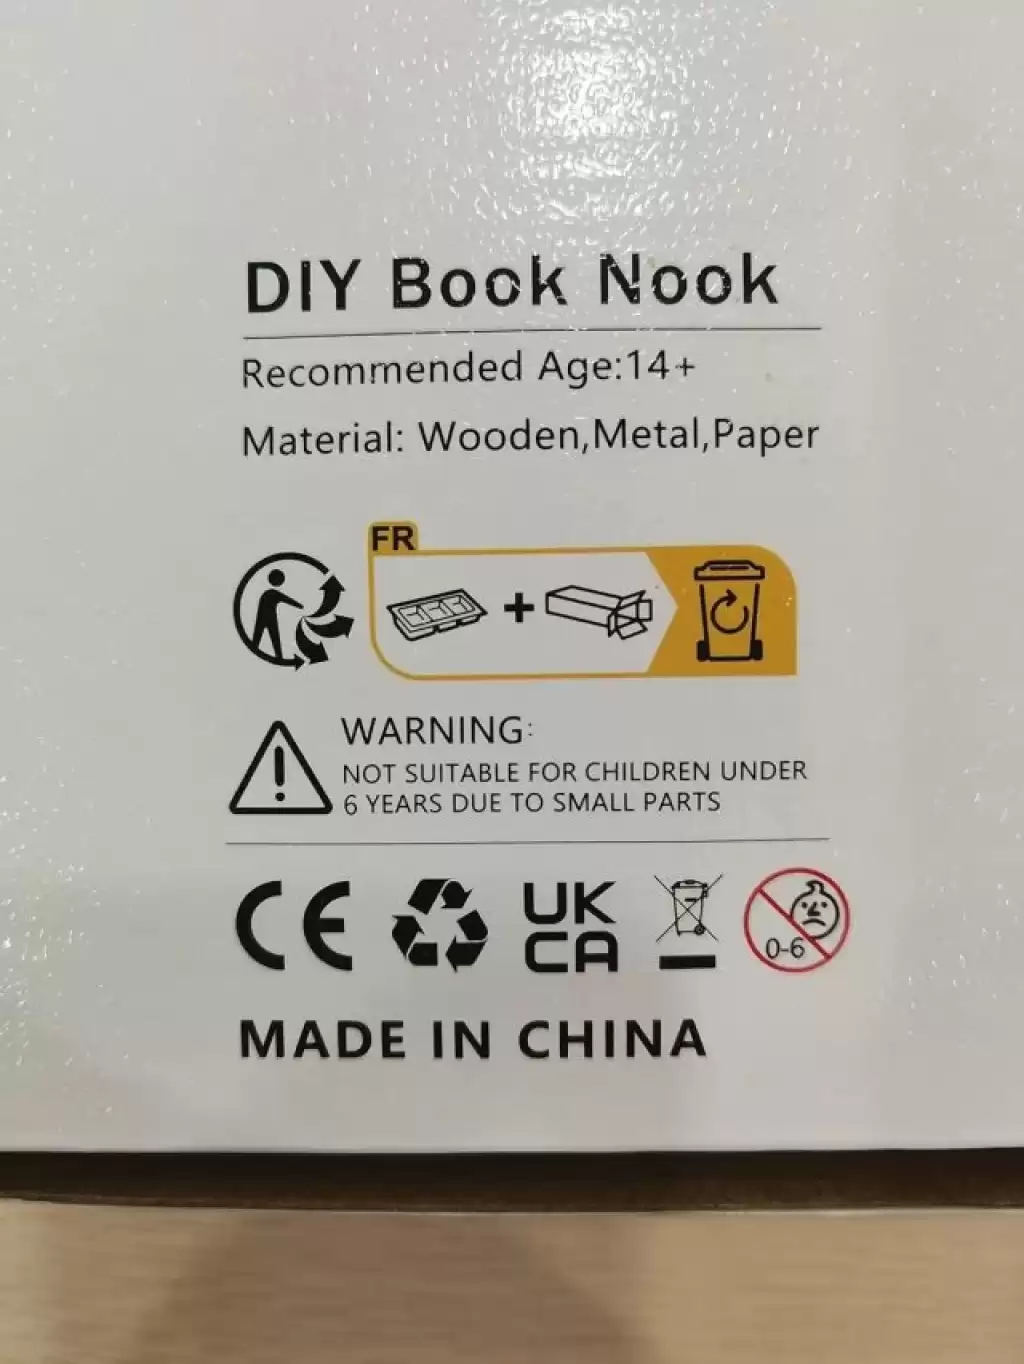 DIY Book Nook
Recommended Age:14+
Material: Wooden,Metal,Paper
FR
WARNING:
NOT SUITABLE FOR CHILDREN UNDER
6 YEARS DUE TO SMALL PARTS
CE UK CA 0-6
MADE IN CHINA